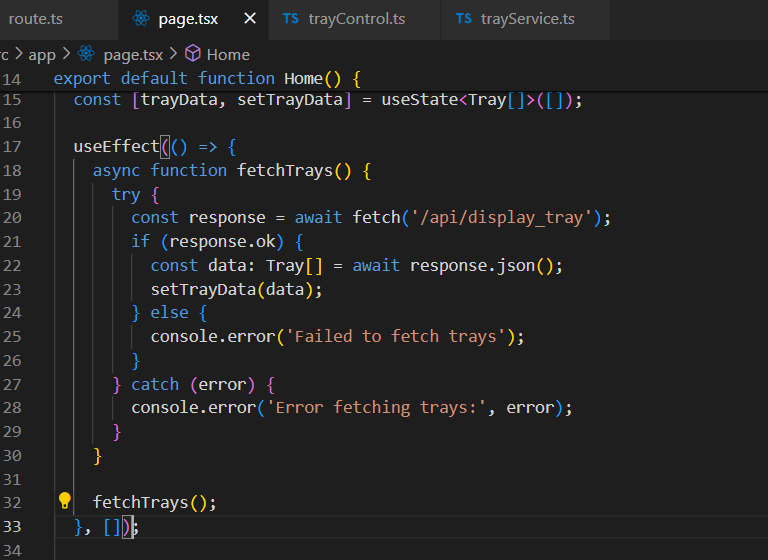 route.ts page.tsx × TS trayControl.ts TS trayService.ts
rc > app > page.tsx > Home
14 export default function Home() {
15 const [trayData, setTrayData] = useState<Tray[]>([]);
16
17 useEffect(() => {
18 async function fetchTrays() {
19 try {
20 const response = await fetch('/api/display_tray');
21 if (response.ok) {
22 const data: Tray[] = await response.json();
23 setTrayData(data);
24 } else {
25 console.error('Failed to fetch trays');
26 }
27 } catch (error) {
28 console.error('Error fetching trays:', error);
29 }
30 }
31
32 fetchTrays();
33 }, []);
34